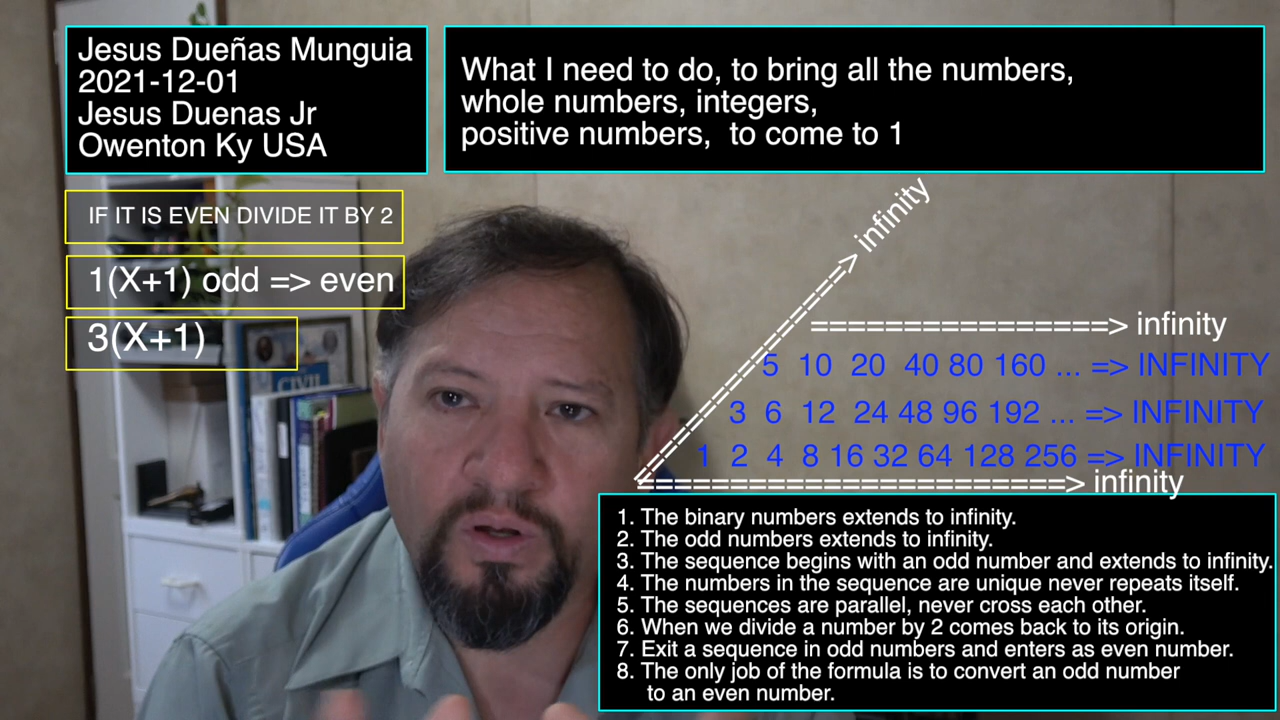 Jesus Dueñas Munguia
2021-12-01
Jesus Duenas Jr
Owenton Ky USA
What I need to do, to bring all the numbers,
whole numbers, integers,
positive numbers, to come to 1
IF IT IS EVEN DIVIDE IT BY 2
1(X+1) odd => even
3(X+1)
CIVIL
=============> infinity
================> infinity
5 10 20 40 80 160 ... => INFINITY
3 6 12 24 48 96 192 ... => INFINITY
1 2 4 8 16 32 64 128 256 => INFINITY
=======================> infinity
1. The binary numbers extends to infinity.
2. The odd numbers extends to infinity.
3. The sequence begins with an odd number and extends to infinity.
4. The numbers in the sequence are unique never repeats itself.
5. The sequences are parallel, never cross each other.
6. When we divide a number by 2 comes back to its origin.
7. Exit a sequence in odd numbers and enters as even number.
8. The only job of the formula is to convert an odd number
to an even number.